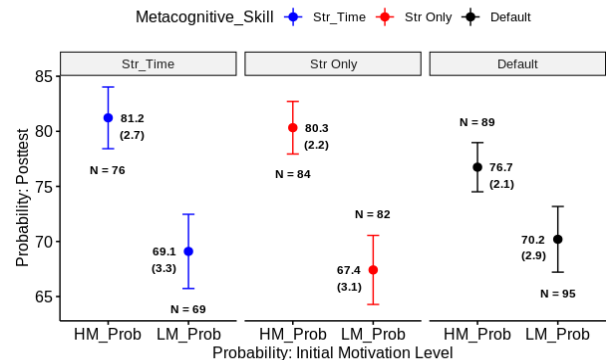 Metacognitive_Skill Str_Time Str Only Default
Str_Time Str Only Default
Probability: Posttest
85
80
75
70
65
81.2
(2.7)
N = 76
69.1
(3.3)
N = 69
80.3
(2.2)
N = 84
N = 82
67.4
(3.1)
N = 89
76.7
(2.1)
70.2
(2.9)
N = 95
HM_Prob LM_Prob HM_Prob LM_Prob HM_Prob LM_Prob
Probability: Initial Motivation Level